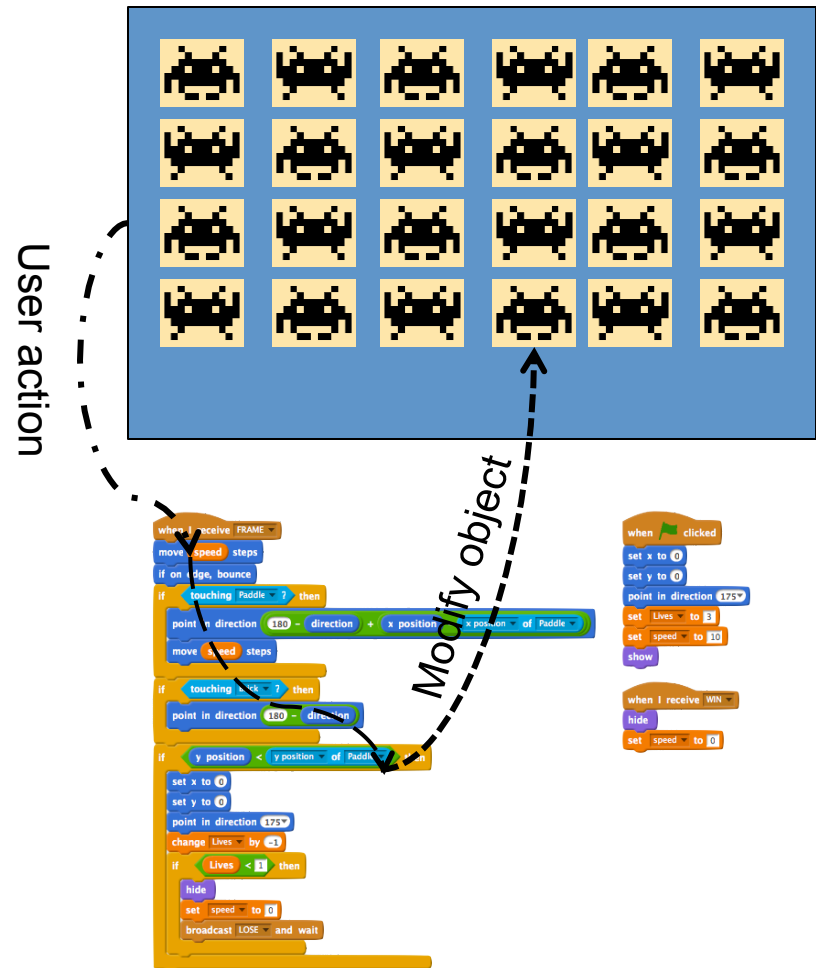 User action
Modify object
when I receive FRAME
move speed steps
if on edge, bounce
if touching Paddle ? then
point in direction 180 - direction + x position x position of Paddle
move speed steps
if touching brick ? then
point in direction 180 - direction
if y position < y position of Paddle then
set x to 0
set y to 0
point in direction 175
change Lives by -1
if Lives < 1 then
hide
set speed to 0
broadcast LOSE and wait
when clicked
set x to 0
set y to 0
point in direction 175
set Lives to 3
set speed to 10
show
when I receive WIN
hide
set speed to 0